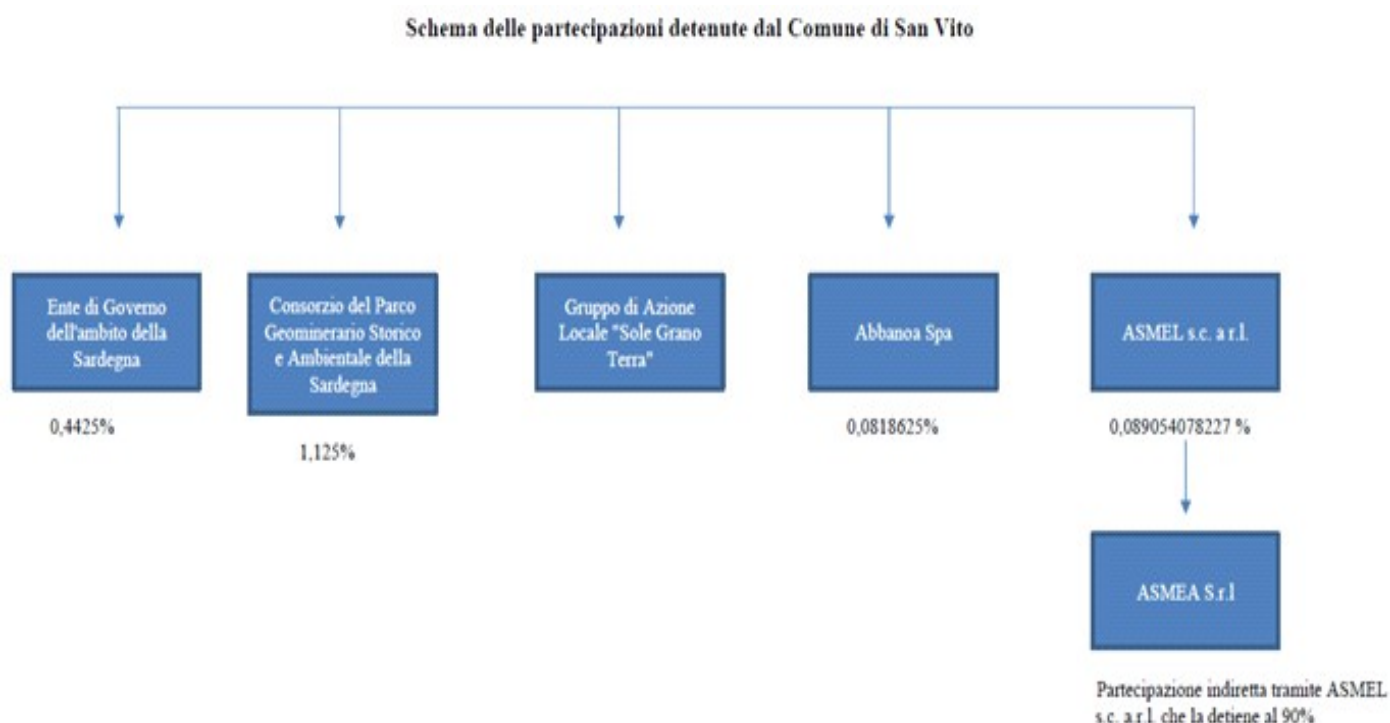 Schema delle partecipazioni detenute dal Comune di San Vito
Ente di Governo
dell'ambito della
Sardegna
0,4425%
Consorzio del Parco
Geominerario Storico
e Ambientale della
Sardegna
1,125%
Gruppo di Azione
Locale "Sole Grano
Terra"
Abbanoa Spa
0,0818625%
ASMEL s.c. a r.l.
0,089054078227 %
ASMEA S.r.l
Partecipazione indiretta tramite ASMEL
s.c. a r.l. che la detiene al 90%